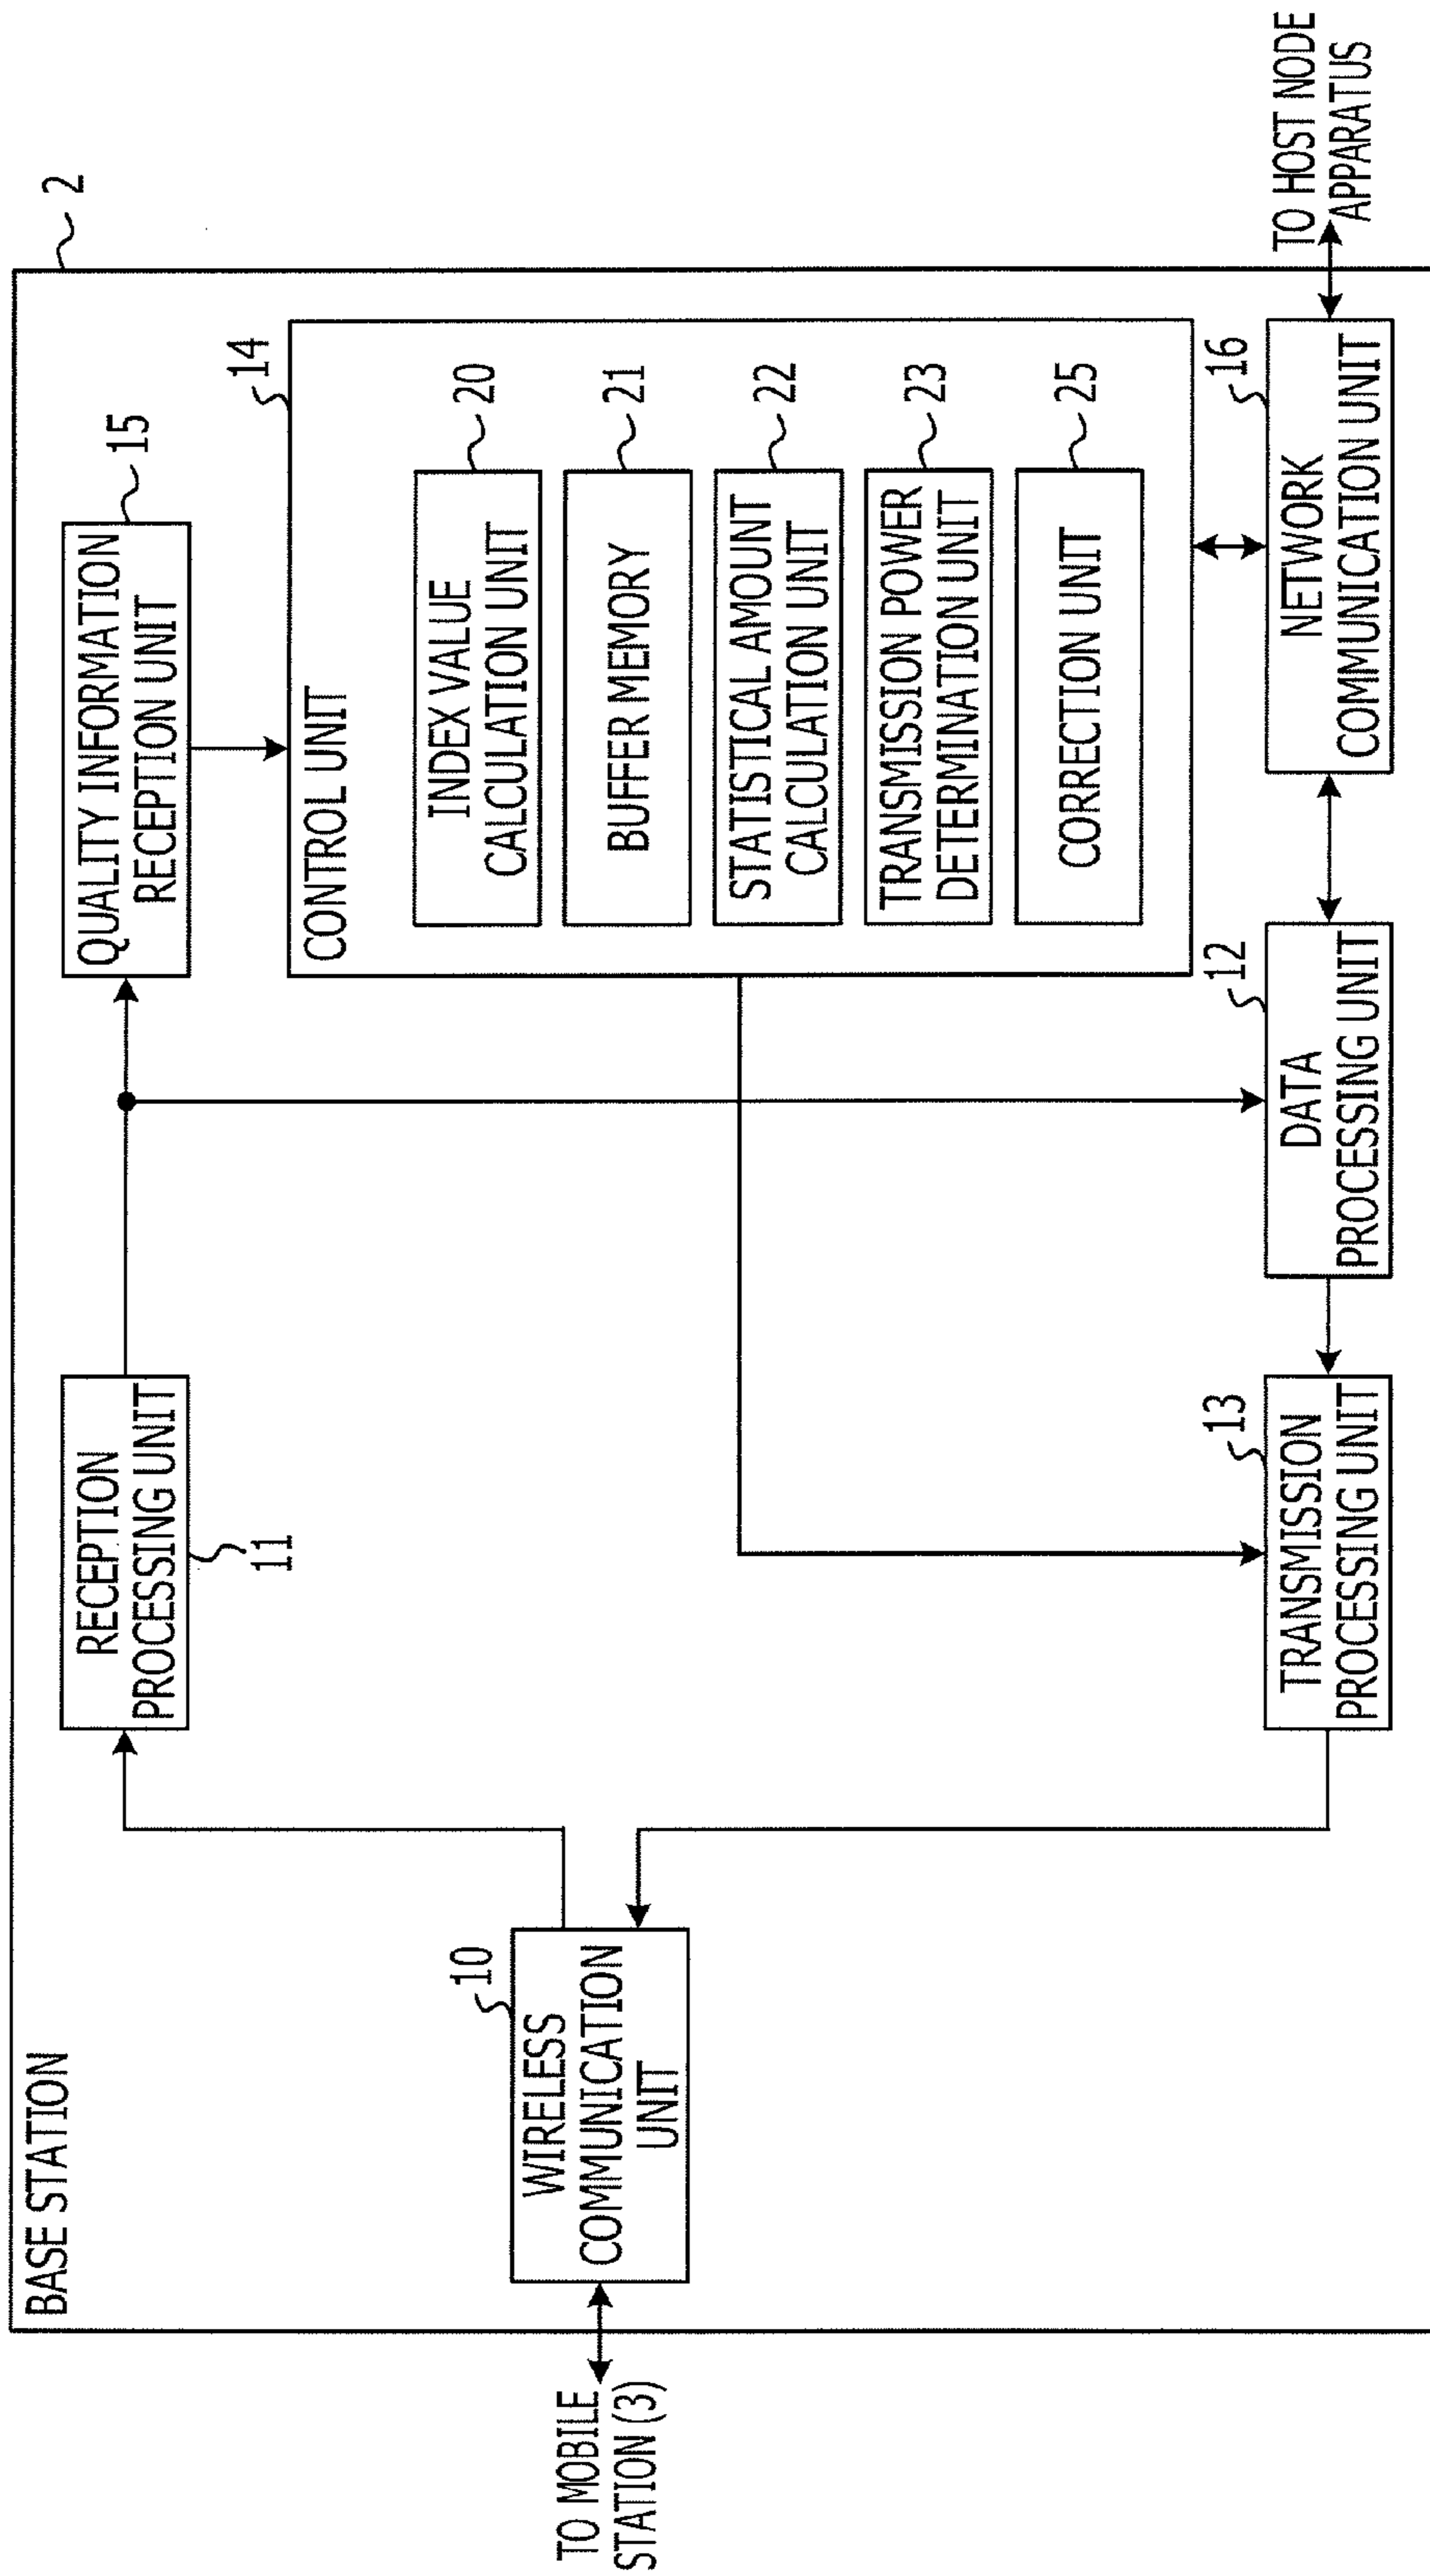 BASE STATION
2
TO MOBILE
STATION (3)
10
WIRELESS
COMMUNICATION
UNIT
RECEPTION
PROCESSING UNIT
11
QUALITY INFORMATION
RECEPTION UNIT
15
CONTROL UNIT
14
INDEX VALUE
CALCULATION UNIT
20
BUFFER MEMORY
21
STATISTICAL AMOUNT
CALCULATION UNIT
22
TRANSMISSION POWER
DETERMINATION UNIT
23
CORRECTION UNIT
25
TRANSMISSION
PROCESSING UNIT
13
DATA
PROCESSING UNIT
12
NETWORK
COMMUNICATION UNIT
16
TO HOST NODE
APPARATUS